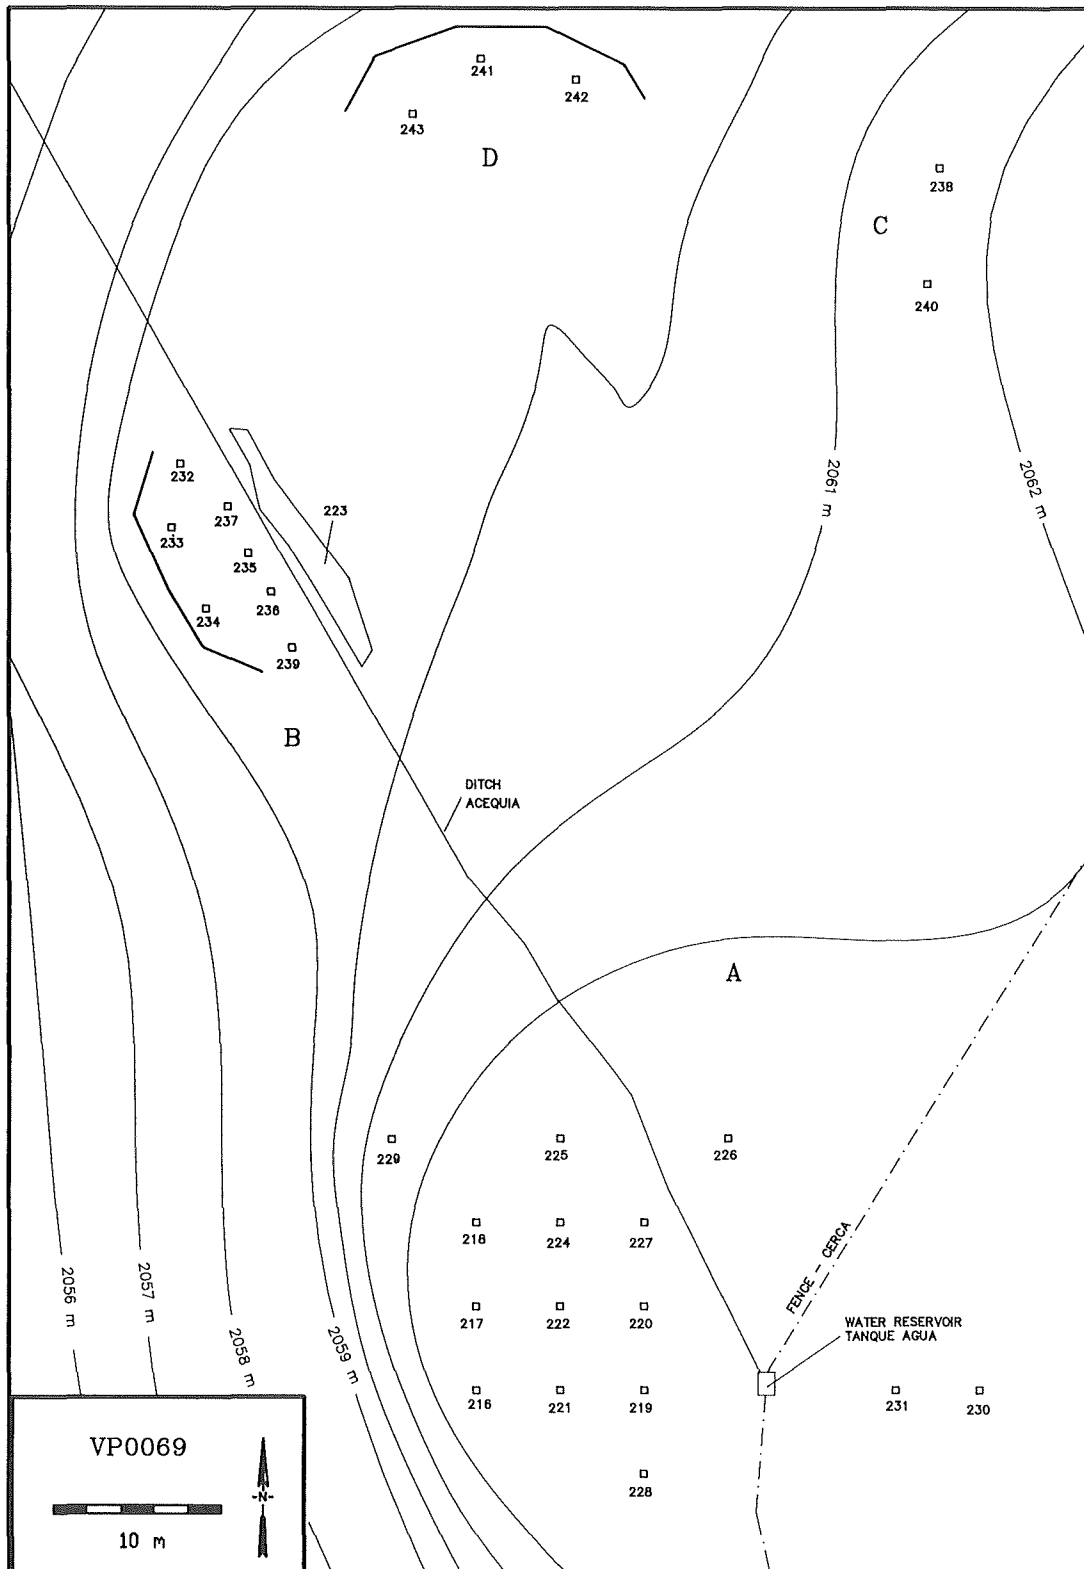 241
242
243
D
238
C
240
232
237
223
233
235
236
234
239
2061 m
2062 m
B
DITCH
ACEQUIA
A
229
225
226
218
224
227
FENCE - CERCA
217
222
220
WATER RESERVOIR
TANQUE AGUA
2056 m
2057 m
2058 m
2059 m
216
221
219
231
230
228
VP0069
-N-
10 m